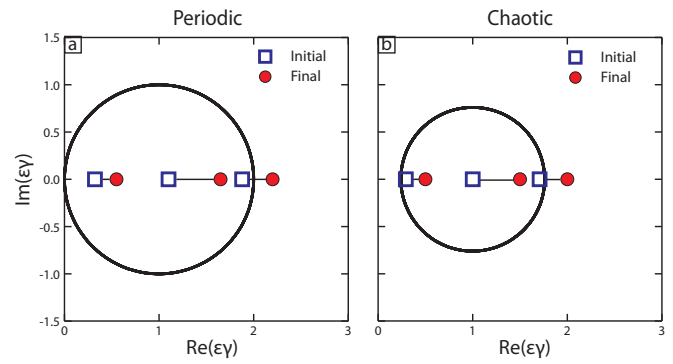 Periodic
Chaotic
a
Initial
Final
b
Initial
Final
1.5
1.0
0.5
0.0
-0.5
-1.0
-1.5
Im(εγ)
0 1 2 3
0 1 2 3
Re(εγ)
Re(εγ)